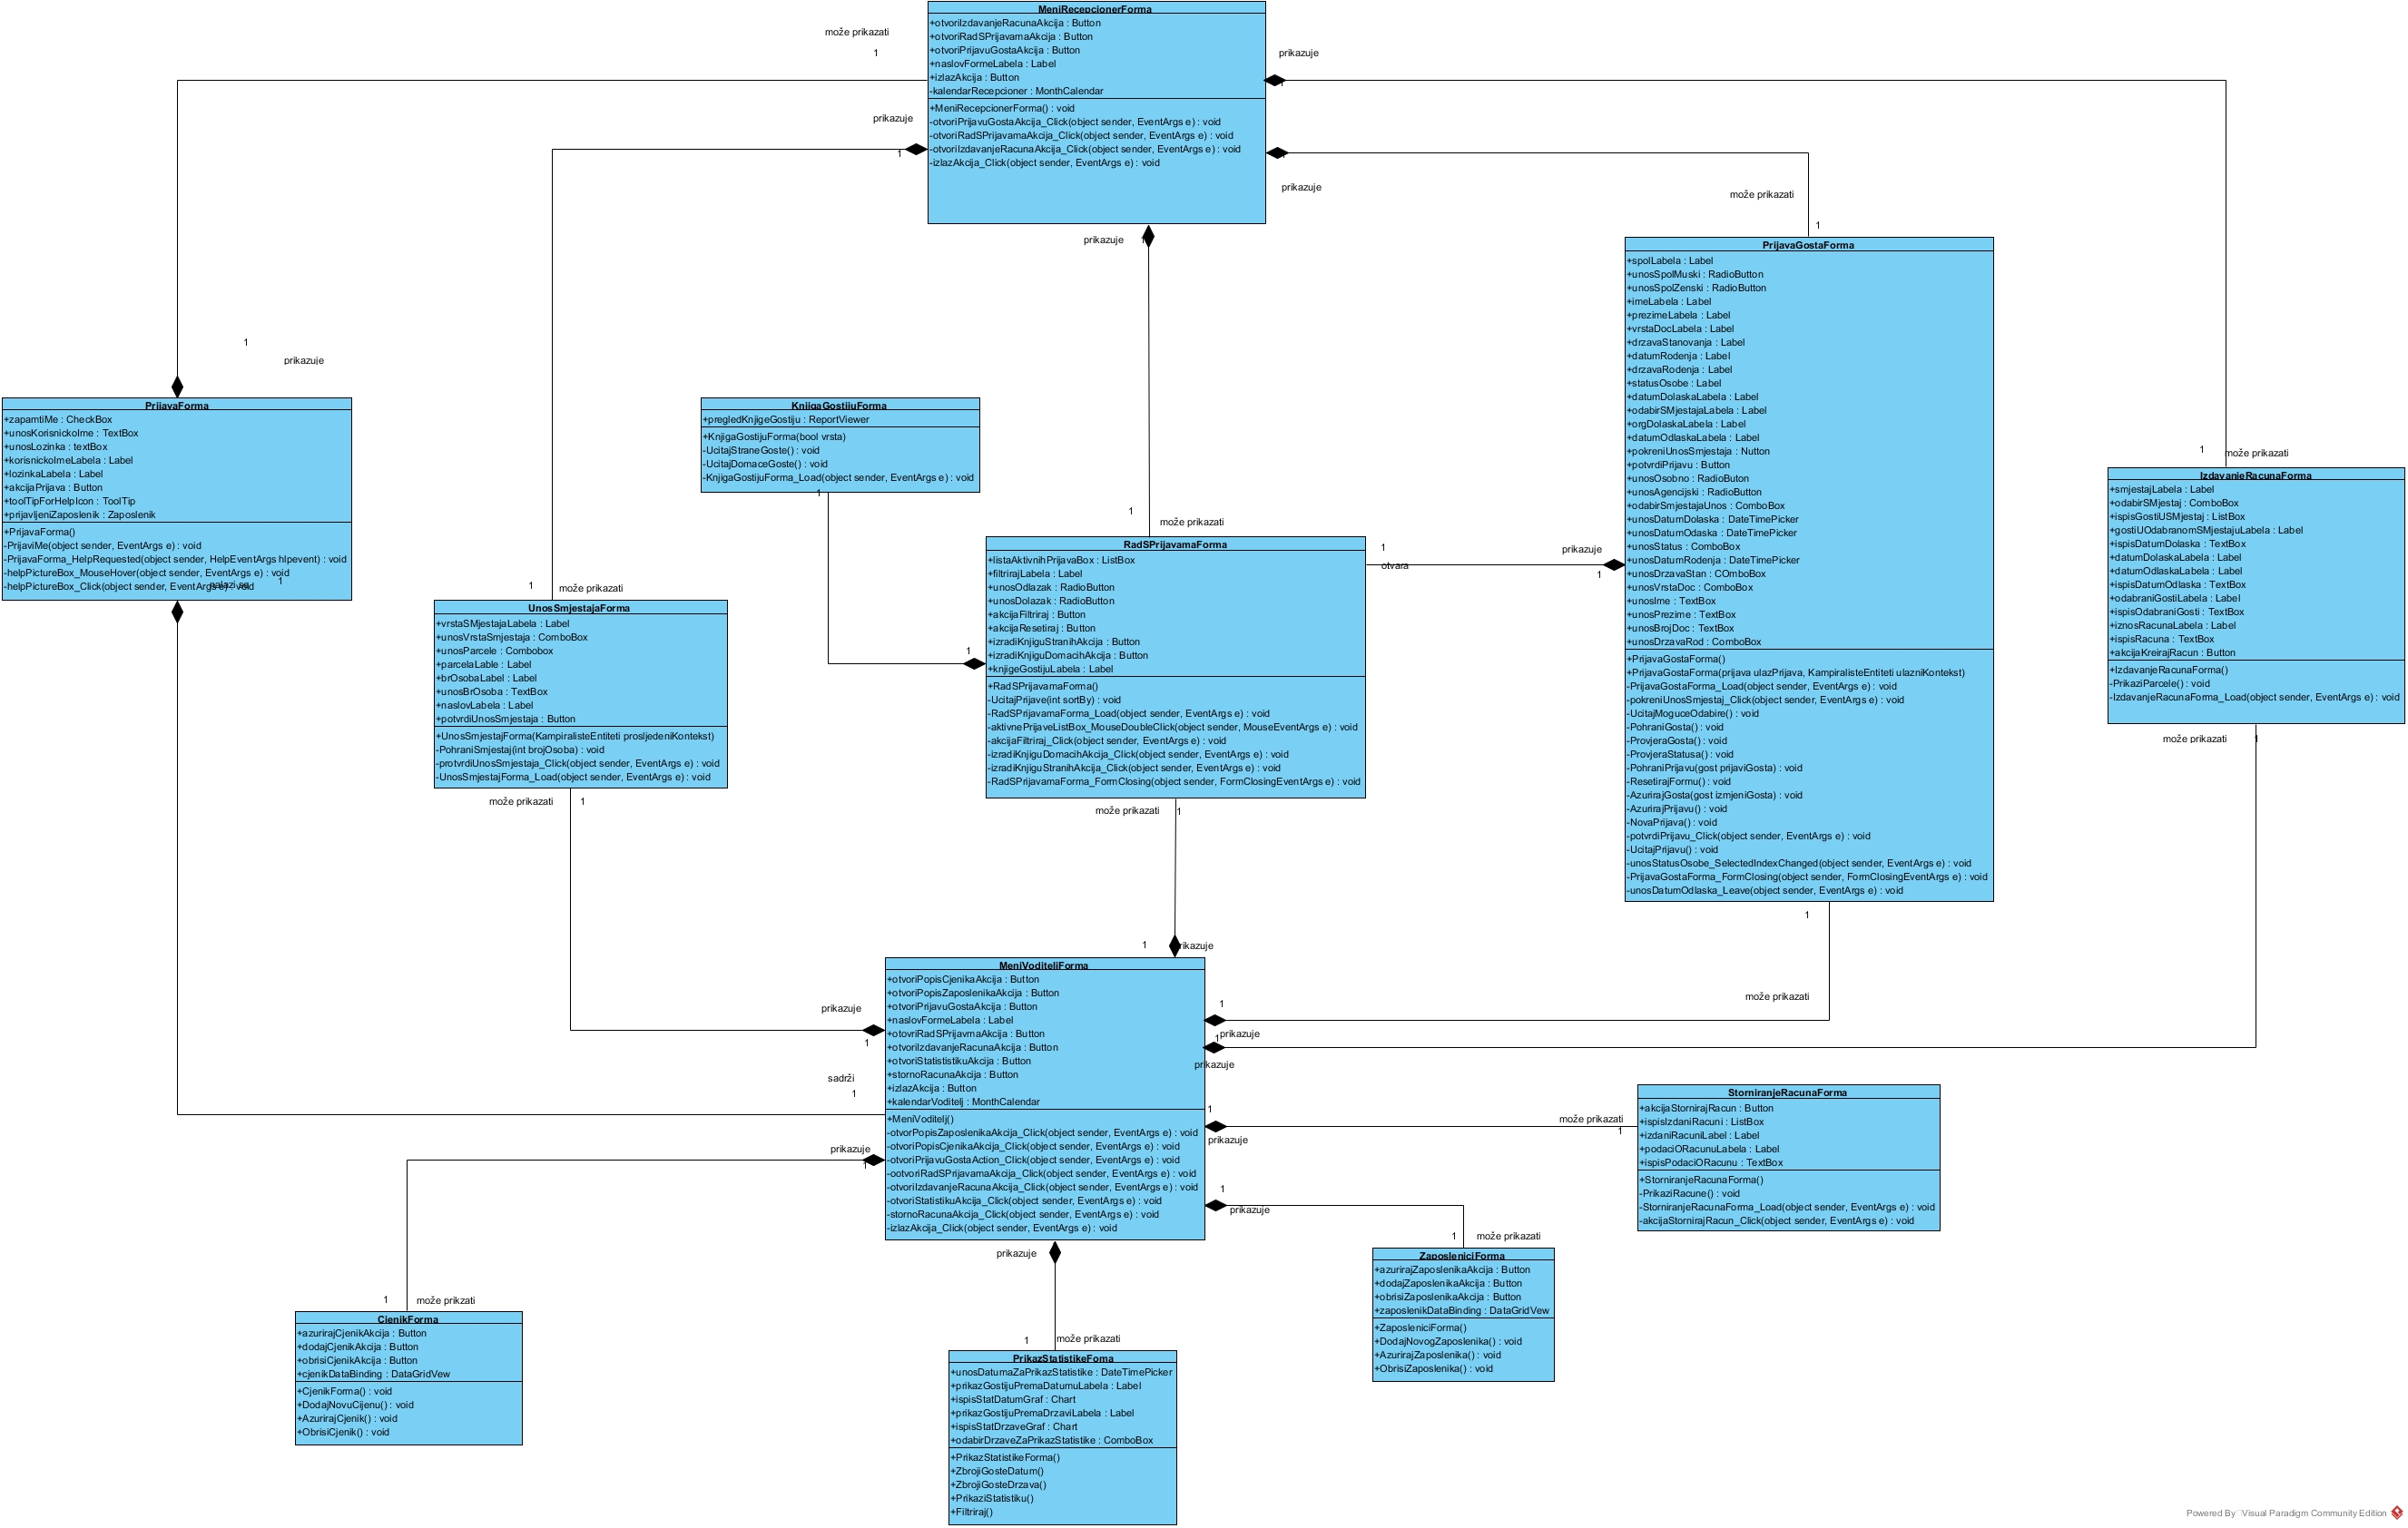 MeniRecepcionerForma
+otvoriIzdavanjeRacunaAkcija : Button
+otvoriRadSPrijavamaAkcija : Button
+otvoriPrijavuGostaAkcija : Button
+naslovFormeLabela : Label
+izlazAkcija : Button
-kalendarRecepcioner : MonthCalendar
+MeniRecepcionerForma() : void
-otvoriPrijavuGostaAkcija_Click(object sender, EventArgs e) : void
-otvoriRadSPrijavamaAkcija_Click(object sender, EventArgs e) : void
-otvoriIzdavanjeRacunaAkcija_Click(object sender, EventArgs e) : void
-izlazAkcija_Click(object sender, EventArgs e) : void
može prikazati
1
prikazuje
1
prikazuje
1
prikazuje
1
prikazuje
1
može prikazati
1
1
prikazuje
PrijavaForma
+zapamtiMe : CheckBox
+unosKorisnickoIme : TextBox
+unosLozinka : textBox
+korisnickoImeLabela : Label
+lozinkaLabela : Label
+akcijaPrijava : Button
+toolTipForHelpIcon : ToolTip
+prijavljeniZaposlenik : Zaposlenik
+PrijavaForma()
-PrijaviMe(object sender, EventArgs e) : void
-PrijavaForma_HelpRequested(object sender, HelpEventArgs hlpevent) : void
-helpPictureBox_MouseHover(object sender, EventArgs e) : void
-helpPictureBox_Click(object sender, EventArgs e) : void
nalazi se
1
KnjigaGostijuForma
+pregledKnjigeGostiju : ReportViewer
+KnjigaGostijuForma(bool vrsta)
-UcitajStraneGoste() : void
-UcitajDomaceGoste() : void
-KnjigaGostijuForma_Load(object sender, EventArgs e) : void
1
1
1
može prikazati
UnosSmjestajaForma
+vrstaSMjestajaLabela : Label
+unosVrstaSmjestaja : ComboBox
+unosParcele : Combobox
+parcelaLable : Label
+brOsobaLabel : Label
+unosBrOsoba : TextBox
+naslovLabela : Label
+potvrdiUnosSmjestaja : Button
+UnosSmjestajForma(KampiralisteEntiteti prosljedeniKontekst)
-PohraniSmjestaj(int brojOsoba) : void
-protvrdiUnosSmjestaja_Click(object sender, EventArgs e) : void
-UnosSmjestajForma_Load(object sender, EventArgs e) : void
može prikazati
1
1
može prikazati
RadSPrijavamaForma
+listaAktivnihPrijavaBox : ListBox
+filtrirajLabela : Label
+unosOdlazak : RadioButton
+unosDolazak : RadioButton
+akcijaFiltriraj : Button
+akcijaResetiraj : Button
+izradiKnjiguStranihAkcija : Button
+izradiKnjiguDomacihAkcija : Button
+knjigeGostijuLabela : Label
+RadSPrijavamaForma()
-UcitajPrijave(int sortBy) : void
-RadSPrijavamaForma_Load(object sender, EventArgs e) : void
-aktivnePrijaveListBox_MouseDoubleClick(object sender, MouseEventArgs e) : void
-akcijaFiltriraj_Click(object sender, EventArgs e) : void
-izradiKnjiguDomacihAkcija_Click(object sender, EventArgs e) : void
-izradiKnjiguStranihAkcija_Click(object sender, EventArgs e) : void
-RadSPrijavamaForma_FormClosing(object sender, FormClosingEventArgs e) : void
može prikazati
1
1
otvara
prikazuje
1
PrijavaGostaForma
+spolLabela : Label
+unosSpolMuski : RadioButton
+unosSpolZenski : RadioButton
+imeLabela : Label
+prezimeLabela : Label
+vrstaDocLabela : Label
+drzavaStanovanja : Label
+datumRodenja : Label
+drzavaRodenja : Label
+statusOsobe : Label
+datumDolaskaLabela : Label
+odabirSMjestajaLabela : Label
+orgDolaskaLabela : Label
+datumOdlaskaLabela : Label
+pokreniUnosSmjestaja : Nutton
+potvrdiPrijavu : Button
+unosOsobno : RadioButon
+unosAgencijski : RadioButton
+odabirSmjestajaUnos : ComboBox
+unosDatumDolaska : DateTimePicker
+unosDatumOdaska : DateTimePicker
+unosStatus : ComboBox
+unosDatumRodenja : DateTimePicker
+unosDrzavaStan : COmboBox
+unosVrstaDoc : ComboBox
+unosIme : TextBox
+unosPrezime : TextBox
+unosBrojDoc : TextBox
+unosDrzavaRod : ComboBox
+PrijavaGostaForma()
+PrijavaGostaForma(prijava ulazPrijava, KampiralisteEntiteti ulazniKontekst)
-PrijavaGostaForma_Load(object sender, EventArgs e) : void
-pokreniUnosSmjestaj_Click(object sender, EventArgs e) : void
-UcitajMoguceOdabire() : void
-PohraniGosta() : void
-ProvjeraGosta() : void
-ProvjeraStatusa() : void
-PohraniPrijavu(gost prijaviGosta) : void
-ResetirajFormu() : void
-AzurirajGosta(gost izmjeniGosta) : void
-AzurirajPrijavu() : void
-NovaPrijava() : void
-potvrdiPrijavu_Click(object sender, EventArgs e) : void
-UcitajPrijavu() : void
-unosStatusOsobe_SelectedIndexChanged(object sender, EventArgs e) : void
-PrijavaGostaForma_FormClosing(object sender, FormClosingEventArgs e) : void
-unosDatumOdlaska_Leave(object sender, EventArgs e) : void
1
može prikazati
1
može prikazati
IzdavanjeRacunaForma
+smjestajLabela : Label
+odabirSMjestaj : ComboBox
+ispisGostiUSMjestaj : ListBox
+gostiUOdabranomSMjestajuLabela : Label
+ispisDatumDolaska : TextBox
+datumDolaskaLabela : Label
+datumOdlaskaLabela : Label
+ispisDatumOdlaska : TextBox
+odabraniGostiLabela : Label
+ispisOdabraniGosti : TextBox
+iznosRacunaLabela : Label
+ispisRacuna : TextBox
+akcijaKreirajRacun : Button
+IzdavanjeRacunaForma()
-PrikaziParcele() : void
-IzdavanjeRacunaForma_Load(object sender, EventArgs e) : void
može prikazati
1
1
prikazuje
MeniVoditeljForma
+otvoriPopisCjenikaAkcija : Button
+otvoriPopisZaposlenikaAkcija : Button
+otvoriPrijavuGostaAkcija : Button
+naslovFormeLabela : Label
+otovriRadSPrijavmaAkcija : Button
+otvoriIzdavanjeRacunaAkcija : Button
+otvoriStatististikuAkcija : Button
+stornoRacunaAkcija : Button
+izlazAkcija : Button
+kalendarVoditelj : MonthCalendar
+MeniVoditelj()
-otvorPopisZaposlenikaAkcija_Click(object sender, EventArgs e) : void
-otvoriPopisCjenikaAkcija_Click(object sender, EventArgs e) : void
-otvoriPrijavuGostaAction_Click(object sender, EventArgs e) : void
-ootvoriRadSPrijavamaAkcija_Click(object sender, EventArgs e) : void
-otvoriIzdavanjeRacunaAkcija_Click(object sender, EventArgs e) : void
-otvoriStatistikuAkcija_Click(object sender, EventArgs e) : void
-stornoRacunaAkcija_Click(object sender, EventArgs e) : void
-izlazAkcija_Click(object sender, EventArgs e) : void
prikazuje
1
sadrži
1
prikazuje
1
1
prikazuje
1
prikazuje
1
prikazuje
1
prikazuje
prikazuje
može prikazati
1
StorniranjeRacunaForma
+akcijaStornirajRacun : Button
+ispisIzdaniRacuni : ListBox
+izdaniRacuniLabel : Label
+podaciORacunuLabela : Label
+ispisPodaciORacunu : TextBox
+StorniranjeRacunaForma()
-PrikaziRacune() : void
-StorniranjeRacunaForma_Load(object sender, EventArgs e) : void
-akcijaStornirajRacun_Click(object sender, EventArgs e) : void
1
može prikazati
ZaposleniciForma
+azurirajZaposlenikaAkcija : Button
+dodajZaposlenikaAkcija : Button
+obrisiZaposlenikaAkcija : Button
+zaposlenikDataBinding : DataGridVew
+ZaposleniciForma()
+DodajNovogZaposlenika() : void
+AzurirajZaposlenika() : void
+ObrisiZaposlenika() : void
1
može prikzati
CjenikForma
+azurirajCjenikAkcija : Button
+dodajCjenikAkcija : Button
+obrisiCjenikAkcija : Button
+cjenikDataBinding : DataGridVew
+CjenikForma() : void
+DodajNovuCijenu() : void
+AzurirajCjenik() : void
+ObrisiCjenik() : void
1
može prikazati
PrikazStatistikeFoma
+unosDatumaZaPrikazStatistike : DateTimePicker
+prikazGostijuPremaDatumuLabela : Label
+ispisStatDatumGraf : Chart
+prikazGostijuPremaDrzaviLabela : Label
+ispisStatDrzaveGraf : Chart
+odabirDrzaveZaPrikazStatistike : ComboBox
+PrikazStatistikeForma()
+ZbrojiGosteDatum()
+ZbrojiGosteDrzava()
+PrikaziStatistiku()
+Filtriraj()
Powered By Visual Paradigm Community Edition